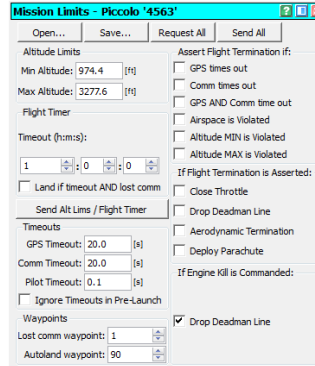 Mission Limits - Piccolo '4563'
Open... Save... Request All Send All
Altitude Limits
Min Altitude: 974.4 [ft]
Max Altitude: 3277.6 [ft]
Flight Timer
Timeout (h:m:s):
1 : 0 : 0
Land if timeout AND lost comm
Send Alt Lims / Flight Timer
Timeouts
GPS Timeout: 20.0 [s]
Comm Timeout: 20.0 [s]
Pilot Timeout: 0.1 [s]
Ignore Timeouts in Pre-Launch
Waypoints
Lost comm waypoint: 1
Autoland waypoint: 90
Assert Flight Termination if:
GPS times out
Comm times out
GPS AND Comm time out
Airspace is Violated
Altitude MIN is Violated
Altitude MAX is Violated
If Flight Termination is Asserted:
Close Throttle
Drop Deadman Line
Aerodynamic Termination
Deploy Parachute
If Engine Kill is Commanded:
Drop Deadman Line